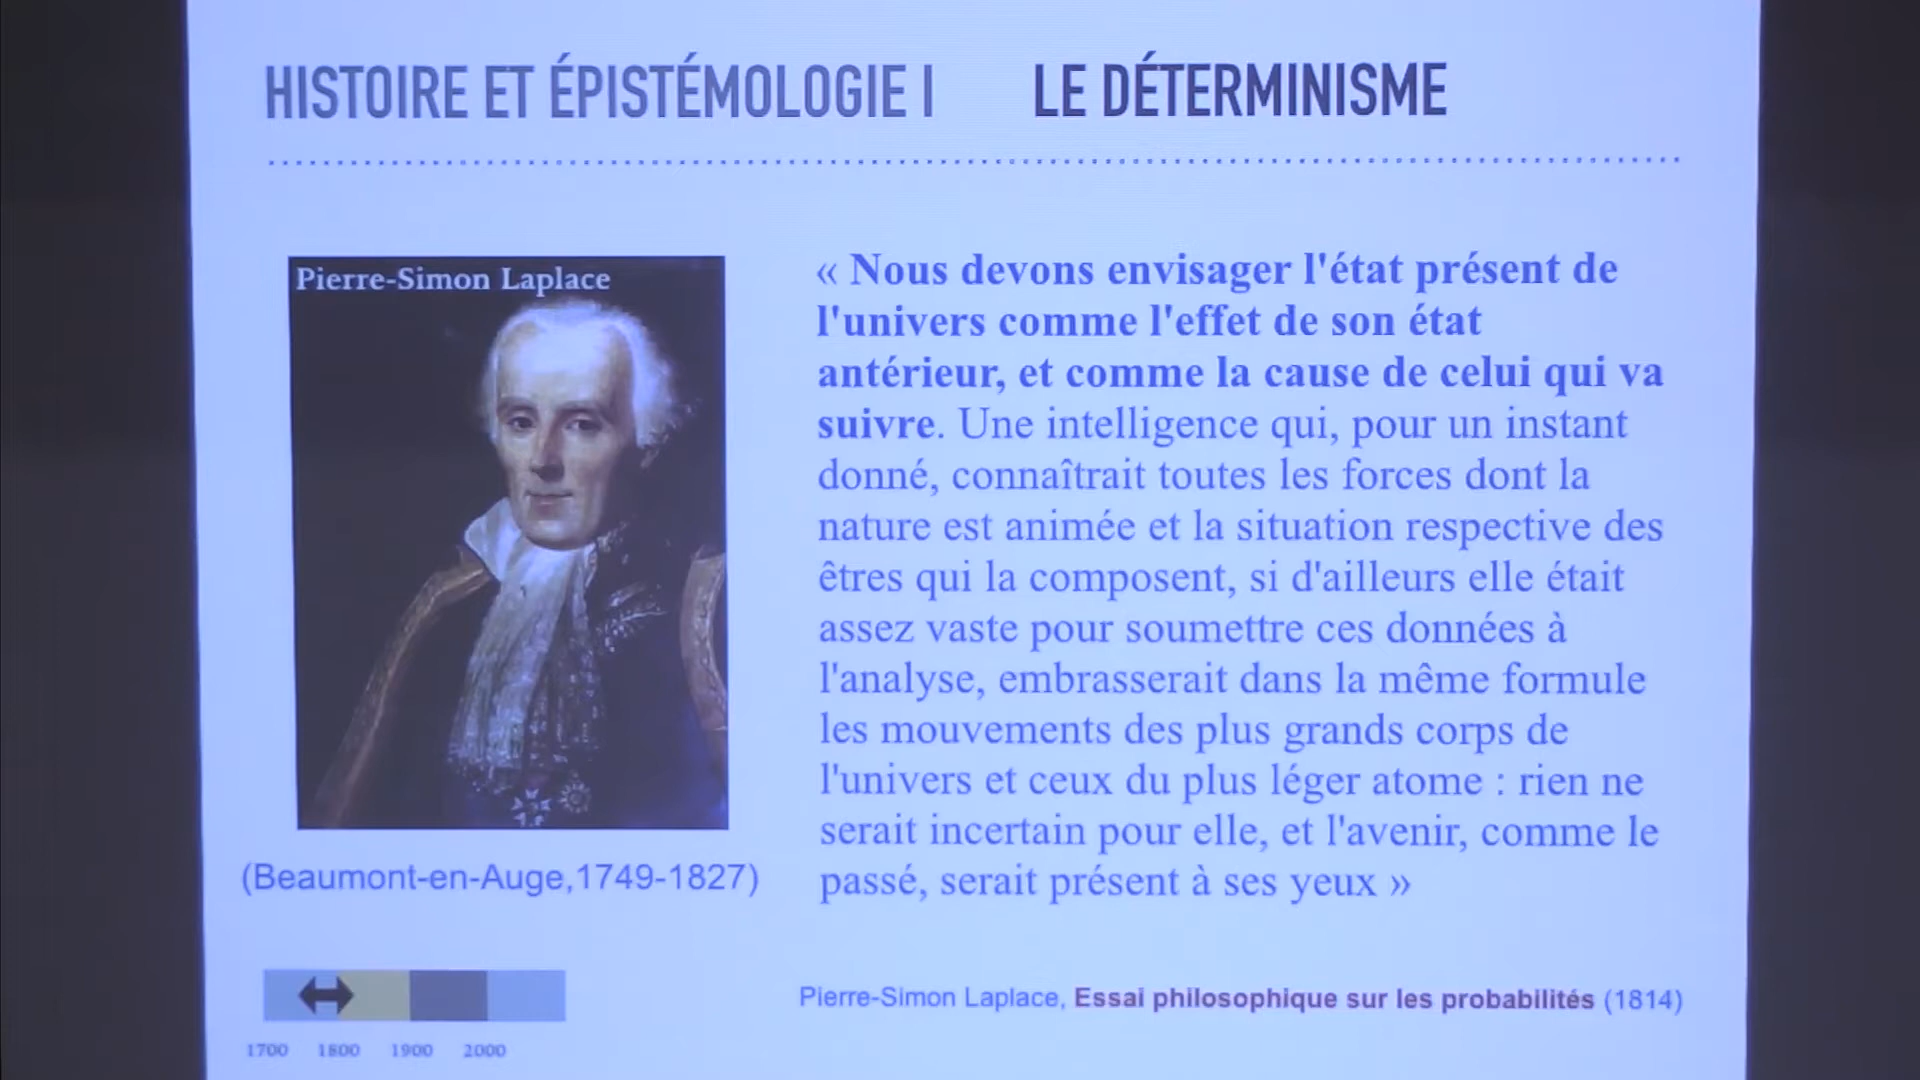 HISTOIRE ET ÉPISTÉMOLOGIE I LE DÉTERMINISME
Pierre-Simon Laplace
« Nous devons envisager l'état présent de
l'univers comme l'effet de son état
antérieur, et comme la cause de celui qui va
suivre. Une intelligence qui, pour un instant
donné, connaîtrait toutes les forces dont la
nature est animée et la situation respective des
êtres qui la composent, si d'ailleurs elle était
assez vaste pour soumettre ces données à
l'analyse, embrasserait dans la même formule
les mouvements des plus grands corps de
l'univers et ceux du plus léger atome : rien ne
serait incertain pour elle, et l'avenir, comme le
passé, serait présent à ses yeux »
(Beaumont-en-Auge,1749-1827)
Pierre-Simon Laplace, Essai philosophique sur les probabilités (1814)
1700 1800 1900 2000